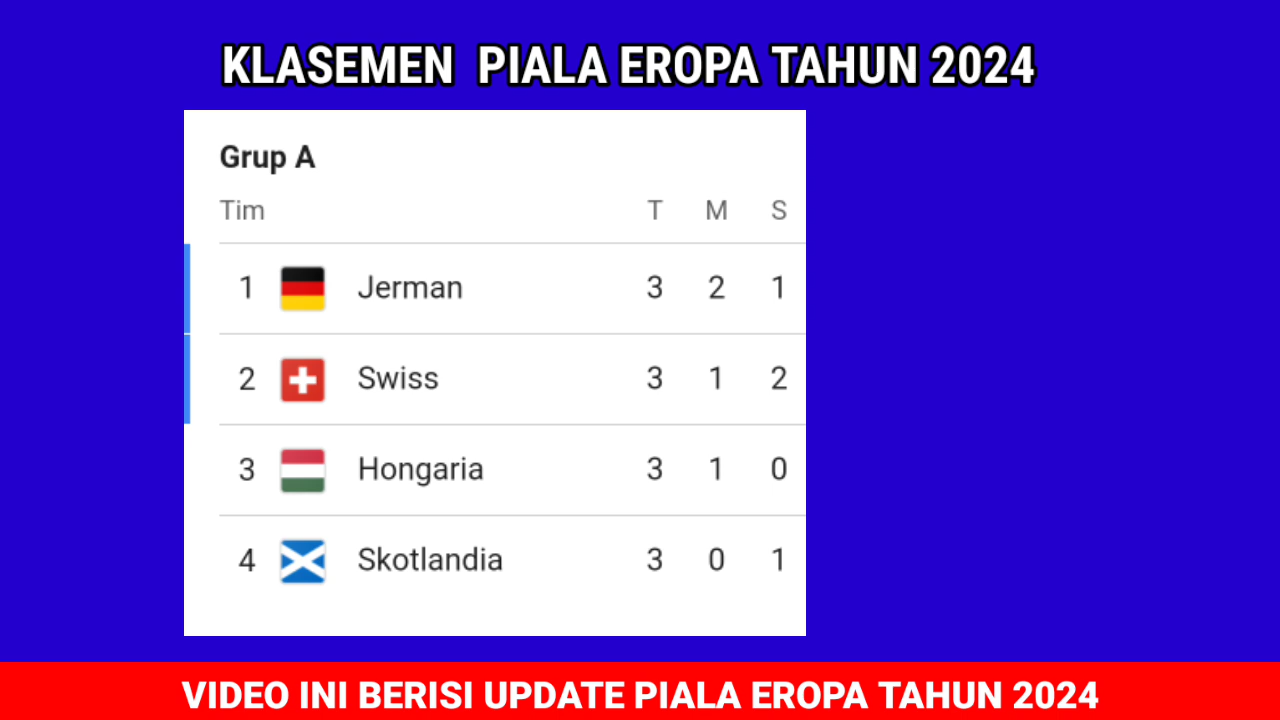 KLASEMEN PIALA EROPA TAHUN 2024
Grup A
Tim T M S
1 Jerman 3 2 1
2 Swiss 3 1 2
3 Hongaria 3 1 0
4 Skotlandia 3 0 1
VIDEO INI BERISI UPDATE PIALA EROPA TAHUN 2024